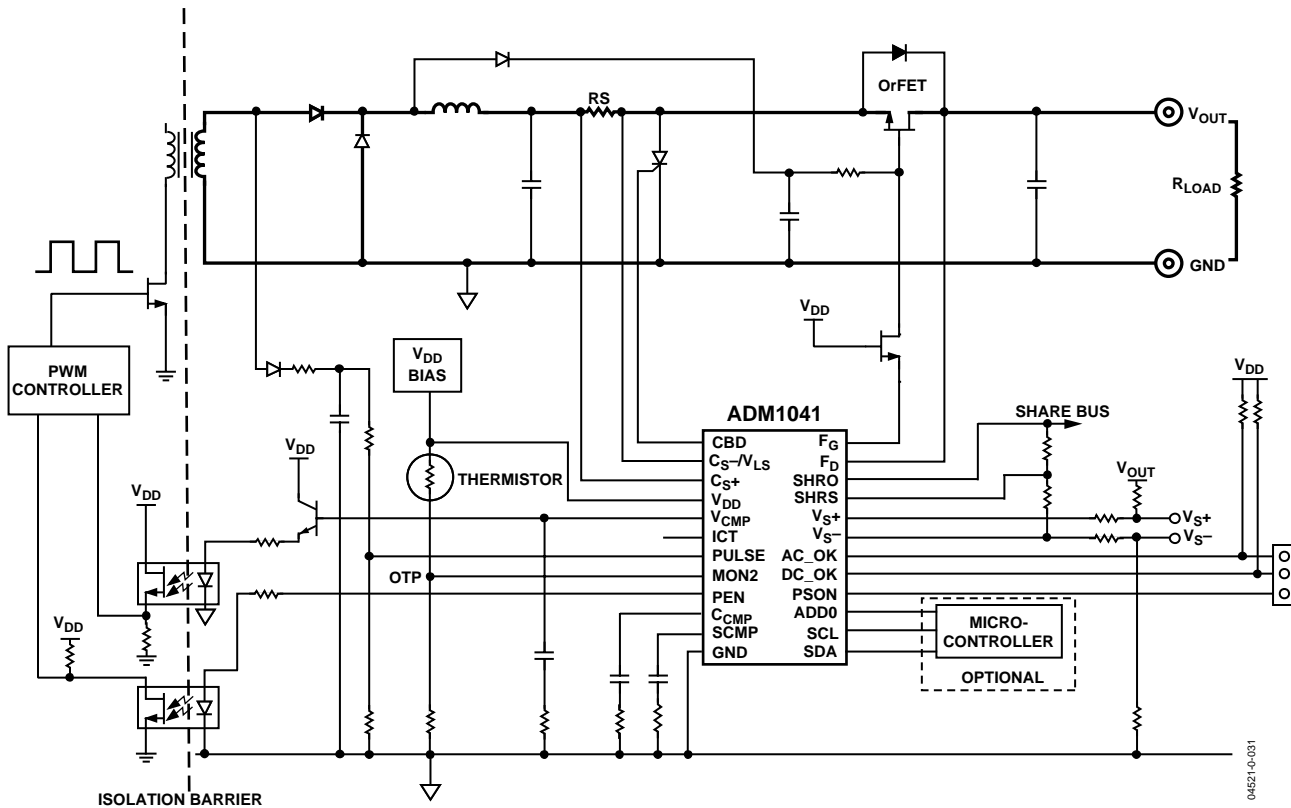 RS
OrFET
VOUT
RLOAD
GND
VDD
PWM
CONTROLLER
VDD
BIAS
VDD
ADM1041
SHARE BUS
VDD
VDD
THERMISTOR
VOUT
CBD
CS–/VLS
CS+
VDD
VCMP
ICT
PULSE
MON2
PEN
CCMP
SCMP
GND
FG
FD
SHRO
SHRS
VS+
VS–
AC_OK
DC_OK
PSON
ADD0
SCL
SDA
VS+
VS–
OTP
VDD
MICRO-
CONTROLLER
OPTIONAL
ISOLATION BARRIER
04521-0-031